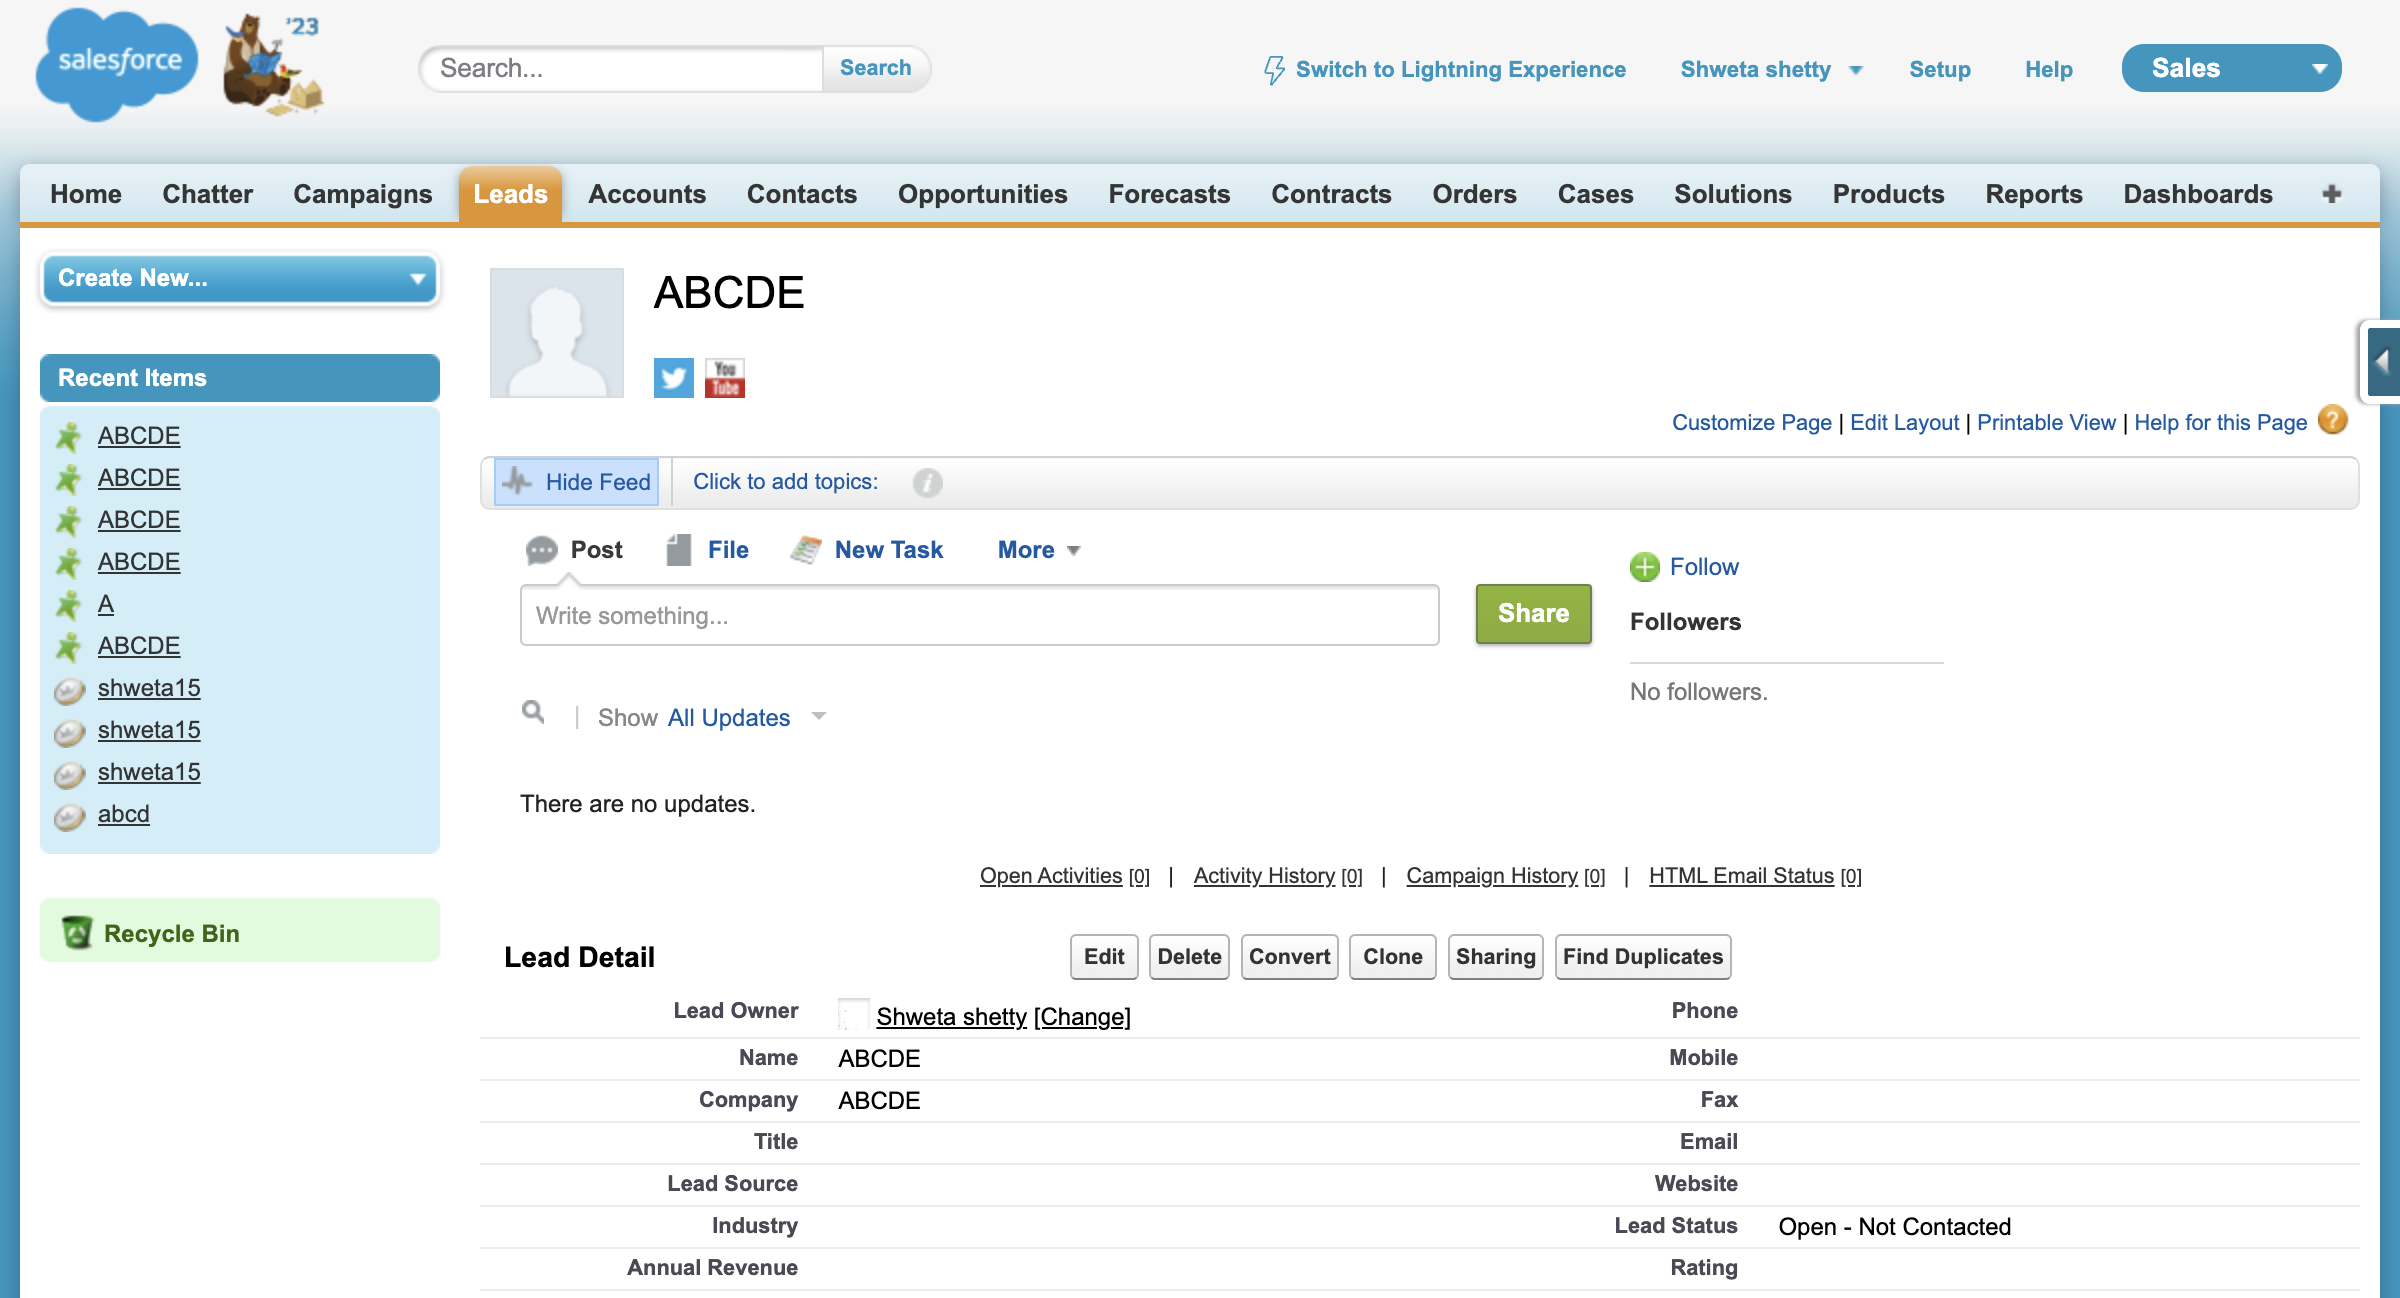 salesforce
'23
Search...
Search
Switch to Lightning Experience
Shweta shetty
Setup
Help
Sales
Home Chatter Campaigns Leads Accounts Contacts Opportunities Forecasts Contracts Orders Cases Solutions Products Reports Dashboards +
Create New...
Recent Items
ABCDE
ABCDE
ABCDE
ABCDE
A
ABCDE
shweta15
shweta15
shweta15
abcd
Recycle Bin
ABCDE
You
Tube
Customize Page | Edit Layout | Printable View | Help for this Page ?
Hide Feed
Click to add topics: i
Post File New Task More
Write something...
Share
Follow
Followers
No followers.
| Show All Updates
There are no updates.
Open Activities [0] | Activity History [0] | Campaign History [0] | HTML Email Status [0]
Lead Detail
Edit Delete Convert Clone Sharing Find Duplicates
Lead Owner Shweta shetty [Change] Phone
Name ABCDE Mobile
Company ABCDE Fax
Title Email
Lead Source Website
Industry Lead Status Open - Not Contacted
Annual Revenue Rating